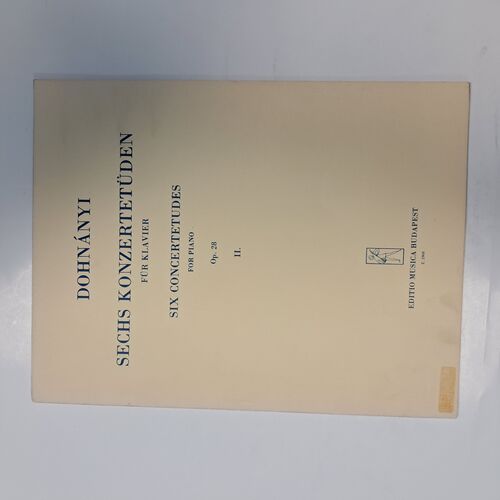 DOHNÁNYI
SECHS KONZERTETÜDEN
FÜR KLAVIER
SIX CONCERTETUDES
FOR PIANO
Op. 28
II.
EDITIO MUSICA BUDAPEST